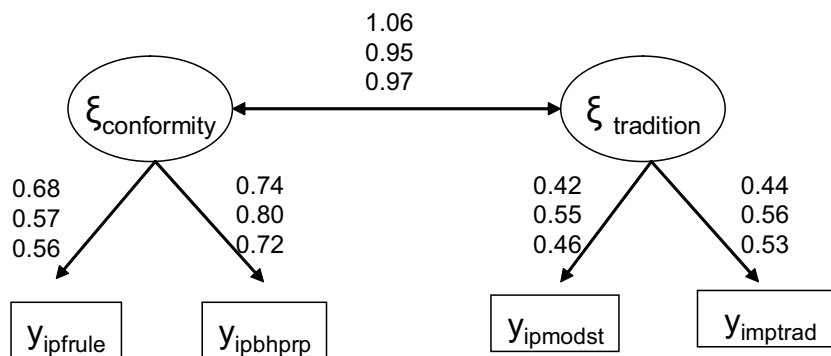 1.06
0.95
0.97
ξconformity
ξ tradition
0.68
0.57
0.56
0.74
0.80
0.72
0.42
0.55
0.46
0.44
0.56
0.53
yipfrule
yipbhprp
yipmodst
yimptrad